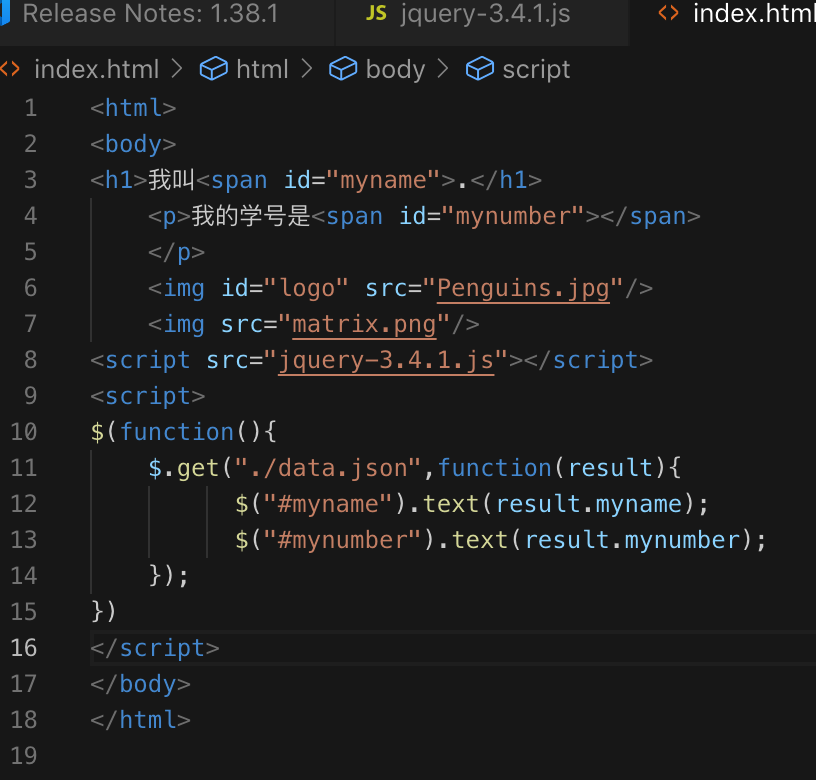 Release Notes: 1.38.1 JS jquery-3.4.1.js <> index.html
<> index.html > html > body > script
1 <html>
2 <body>
3 <h1>我叫<span id="myname">.</h1>
4 <p>我的学号是<span id="mynumber"></span>
5 </p>
6 <img id="logo" src="Penguins.jpg"/>
7 <img src="matrix.png"/>
8 <script src="jquery-3.4.1.js"></script>
9 <script>
10 $(function(){
11 $.get("./data.json",function(result){
12 $("#myname").text(result.myname);
13 $("#mynumber").text(result.mynumber);
14 });
15 })
16 </script>
17 </body>
18 </html>
19